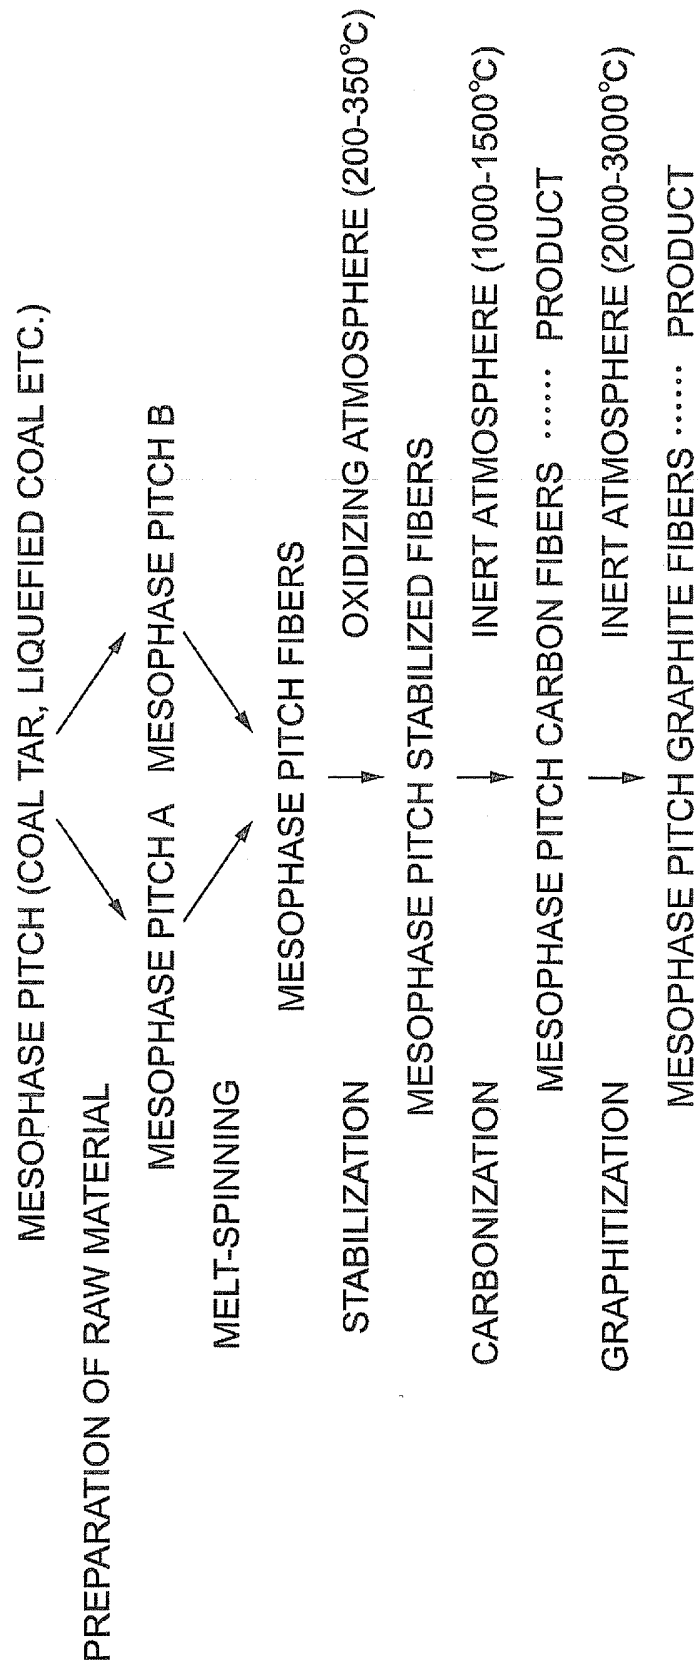 MESOPHASE PITCH (COAL TAR, LIQUEFIED COAL ETC.)
PREPARATION OF RAW MATERIAL
MESOPHASE PITCH A MESOPHASE PITCH B
MELT-SPINNING
MESOPHASE PITCH FIBERS
STABILIZATION OXIDIZING ATMOSPHERE (200-350°C)
MESOPHASE PITCH STABILIZED FIBERS
CARBONIZATION INERT ATMOSPHERE (1000-1500°C)
MESOPHASE PITCH CARBON FIBERS ...... PRODUCT
GRAPHITIZATION INERT ATMOSPHERE (2000-3000°C)
MESOPHASE PITCH GRAPHITE FIBERS ...... PRODUCT